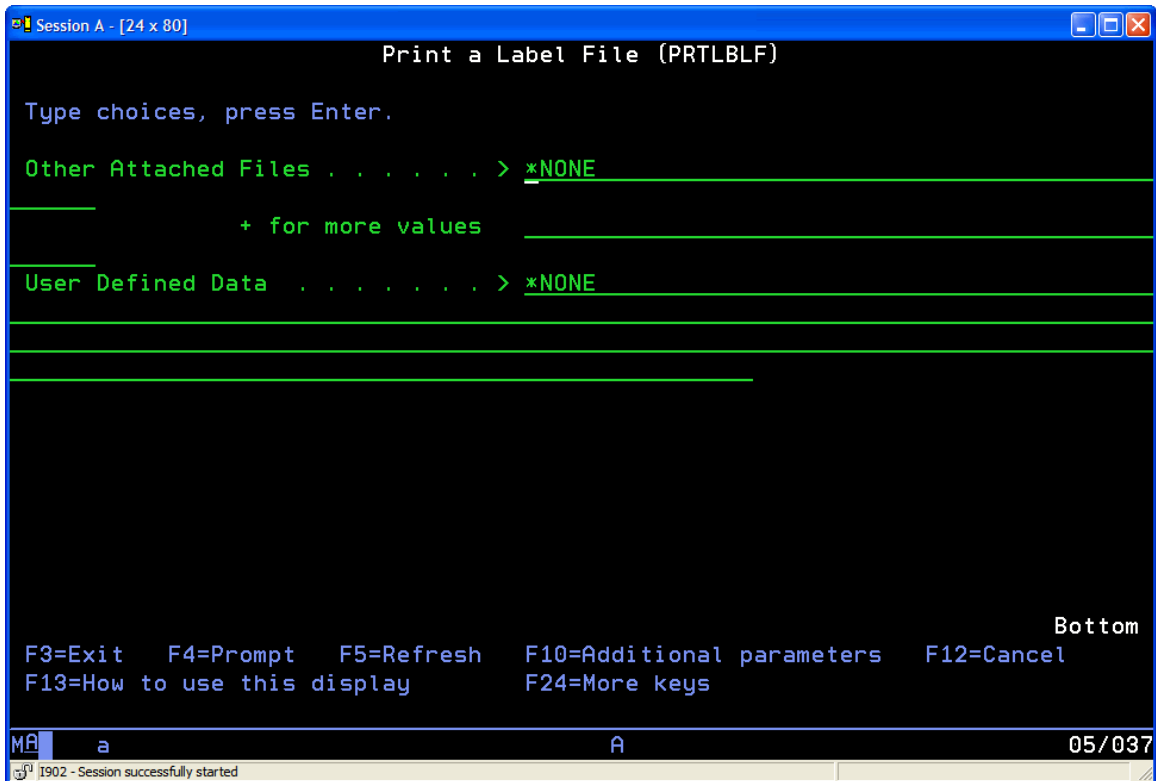 Session A - [24 x 80]
Print a Label File (PRTLBLF)
Type choices, press Enter.
Other Attached Files . . . . . . > *NONE
+ for more values
User Defined Data  . . . . . . . > *NONE
Bottom
F3=Exit   F4=Prompt   F5=Refresh   F10=Additional parameters   F12=Cancel
F13=How to use this display        F24=More keys
MA    a    A    05/037
I902 - Session successfully started